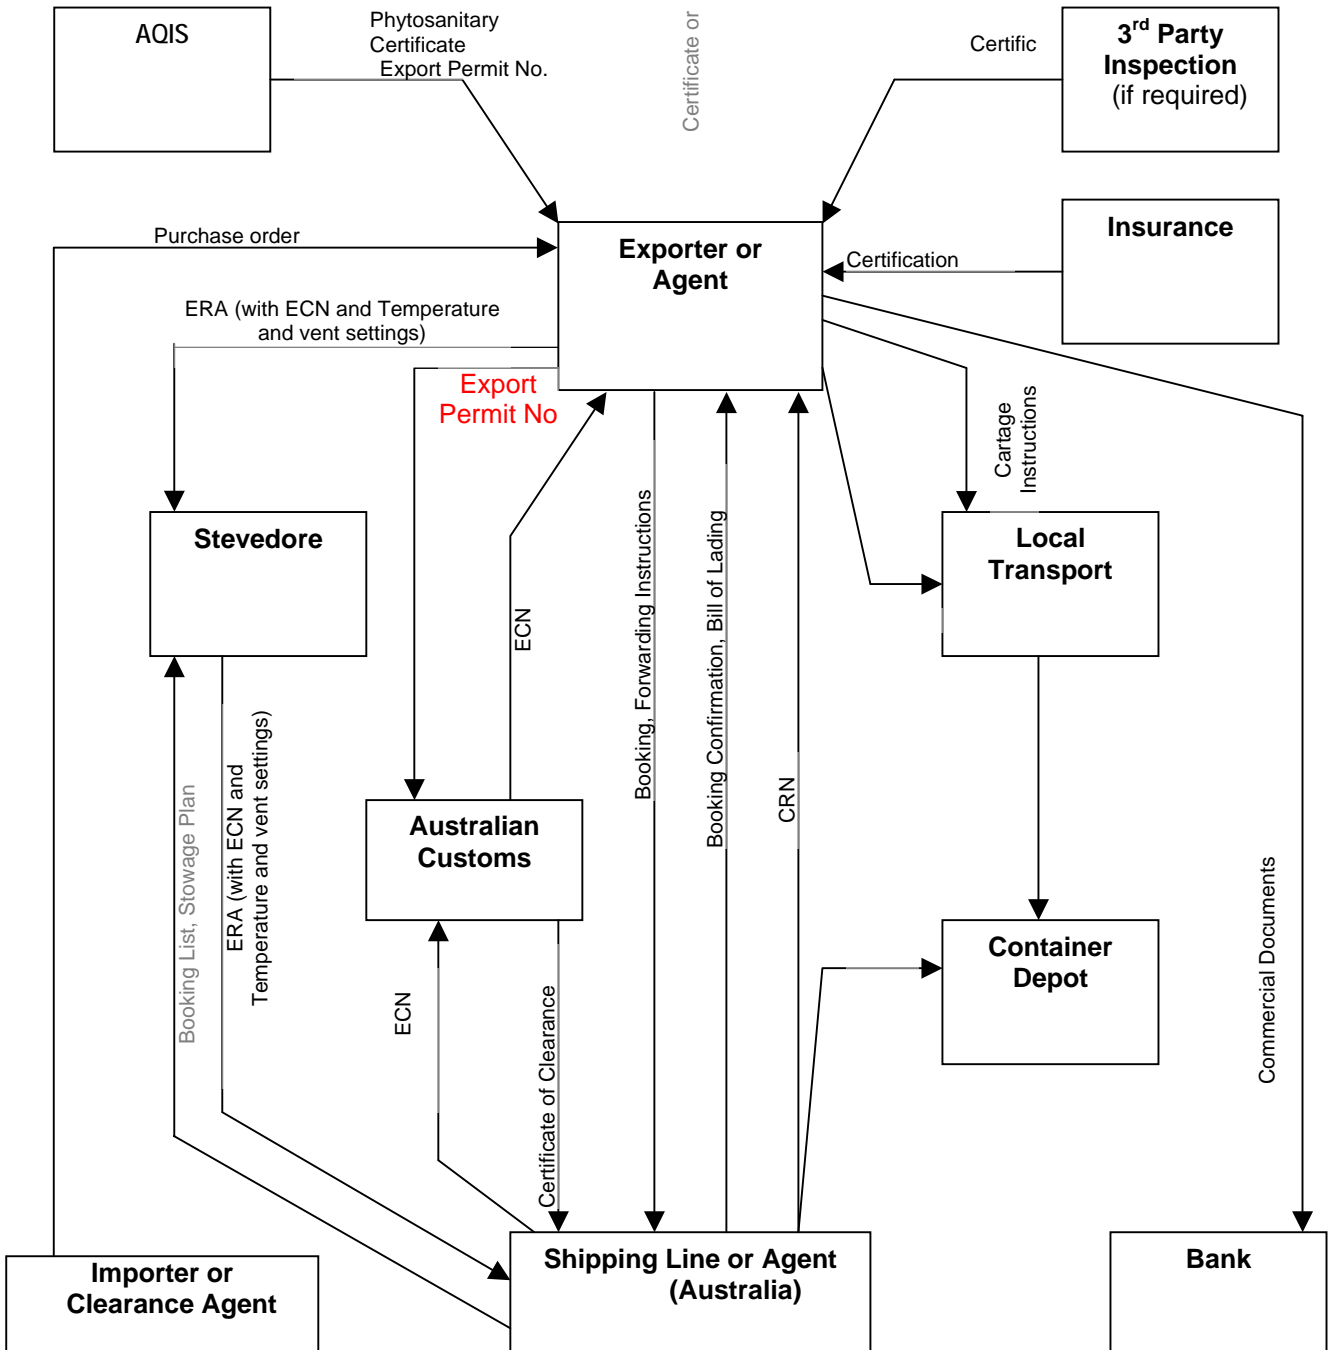 AQIS
Phytosanitary
Certificate
Export Permit No.
Certificate or
Certific
3rd Party
Inspection
(if required)
Purchase order
Exporter or
Agent
Certification
Insurance
ERA (with ECN and Temperature
and vent settings)
Export
Permit No
Cartage
Instructions
Stevedore
ECN
Booking, Forwarding Instructions
Booking Confirmation, Bill of Lading
CRN
Local
Transport
Booking List, Stowage Plan
ERA (with ECN and
Temperature and vent settings)
Australian
Customs
ECN
Certificate of Clearance
Container
Depot
Commercial Documents
Importer or
Clearance Agent
Shipping Line or Agent
(Australia)
Bank